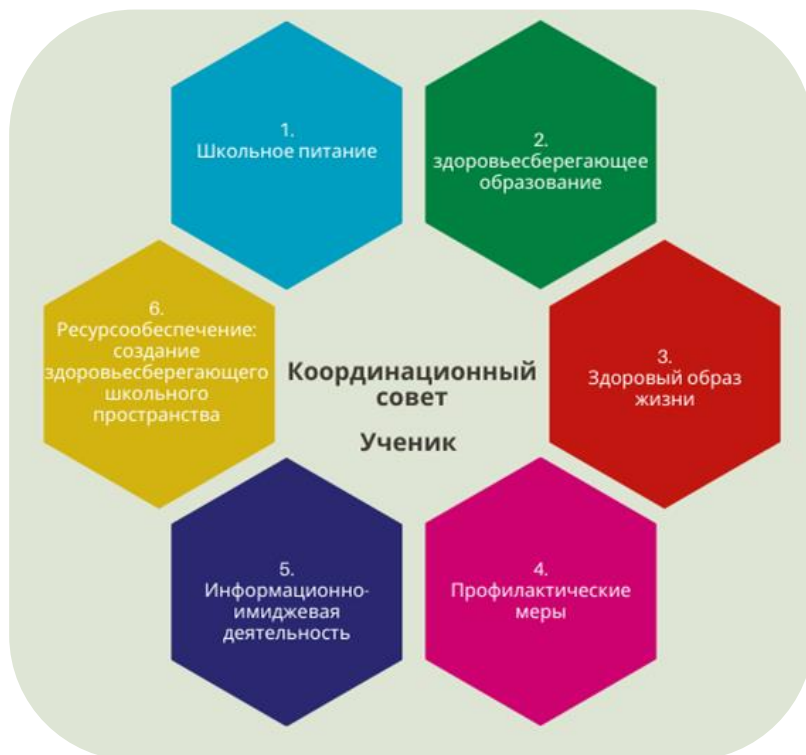 1.
Школьное питание
2.
здоровьесберегающее
образование
3.
Здоровый образ
жизни
4.
Профилактические
меры
5.
Информационно-
имиджевая
деятельность
6.
Ресурсообеспечение:
создание
здоровьесберегающего
школьного
пространства
Координационный
совет
Ученик